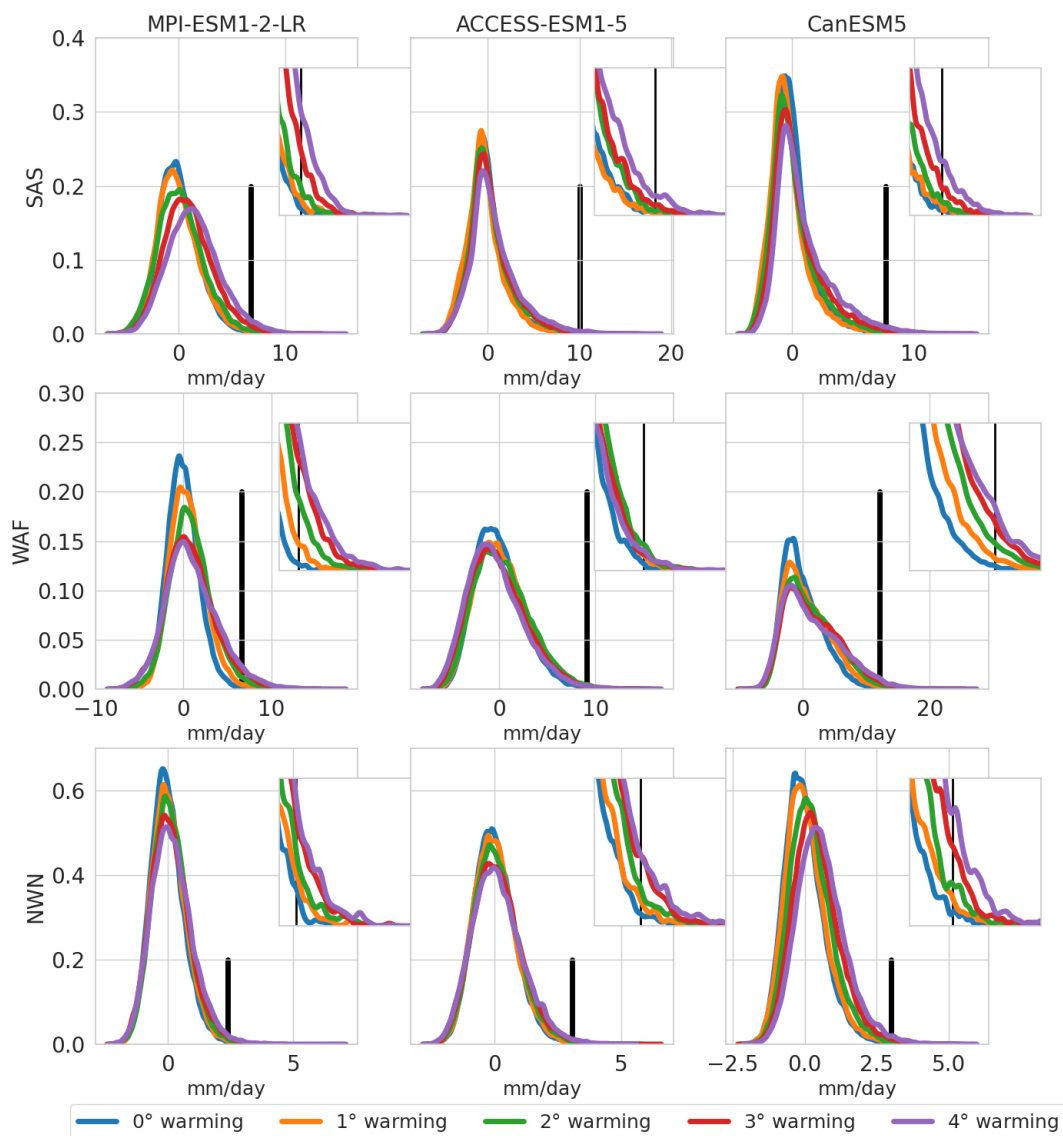 MPI-ESM1-2-LR ACCESS-ESM1-5 CanESM5
SAS
0.4
0.3
0.2
0.1
0.0
0 10
0 10 20
0 10
mm/day mm/day mm/day
WAF
0.30
0.25
0.20
0.15
0.10
0.05
0.00
−10 0 10
0 10
0 20
mm/day mm/day mm/day
NWN
0.6
0.4
0.2
0.0
0 5
0 5
−2.5 0.0 2.5 5.0
mm/day mm/day mm/day
0° warming 1° warming 2° warming 3° warming 4° warming